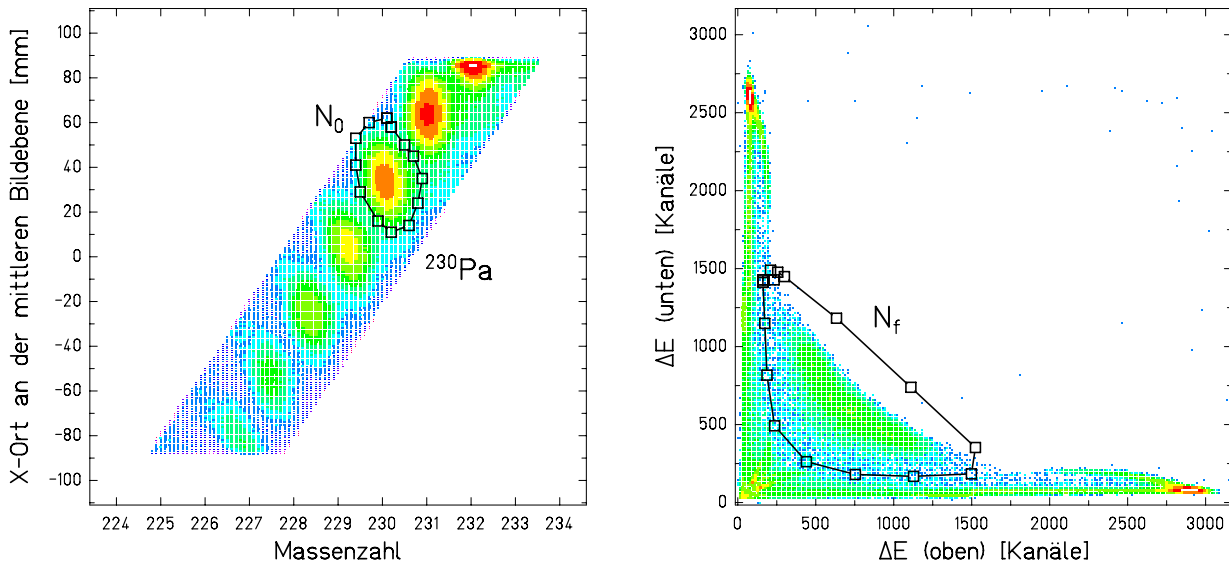 X-Ort an der mittleren Bildebene [mm]
100
80
60
40
20
0
-20
-40
-60
-80
-100
N0
230Pa
224 225 226 227 228 229 230 231 232 233 234
Massenzahl
ΔE (unten) [Kanäle]
3000
2500
2000
1500
1000
500
0
Nf
0 500 1000 1500 2000 2500 3000
ΔE (oben) [Kanäle]